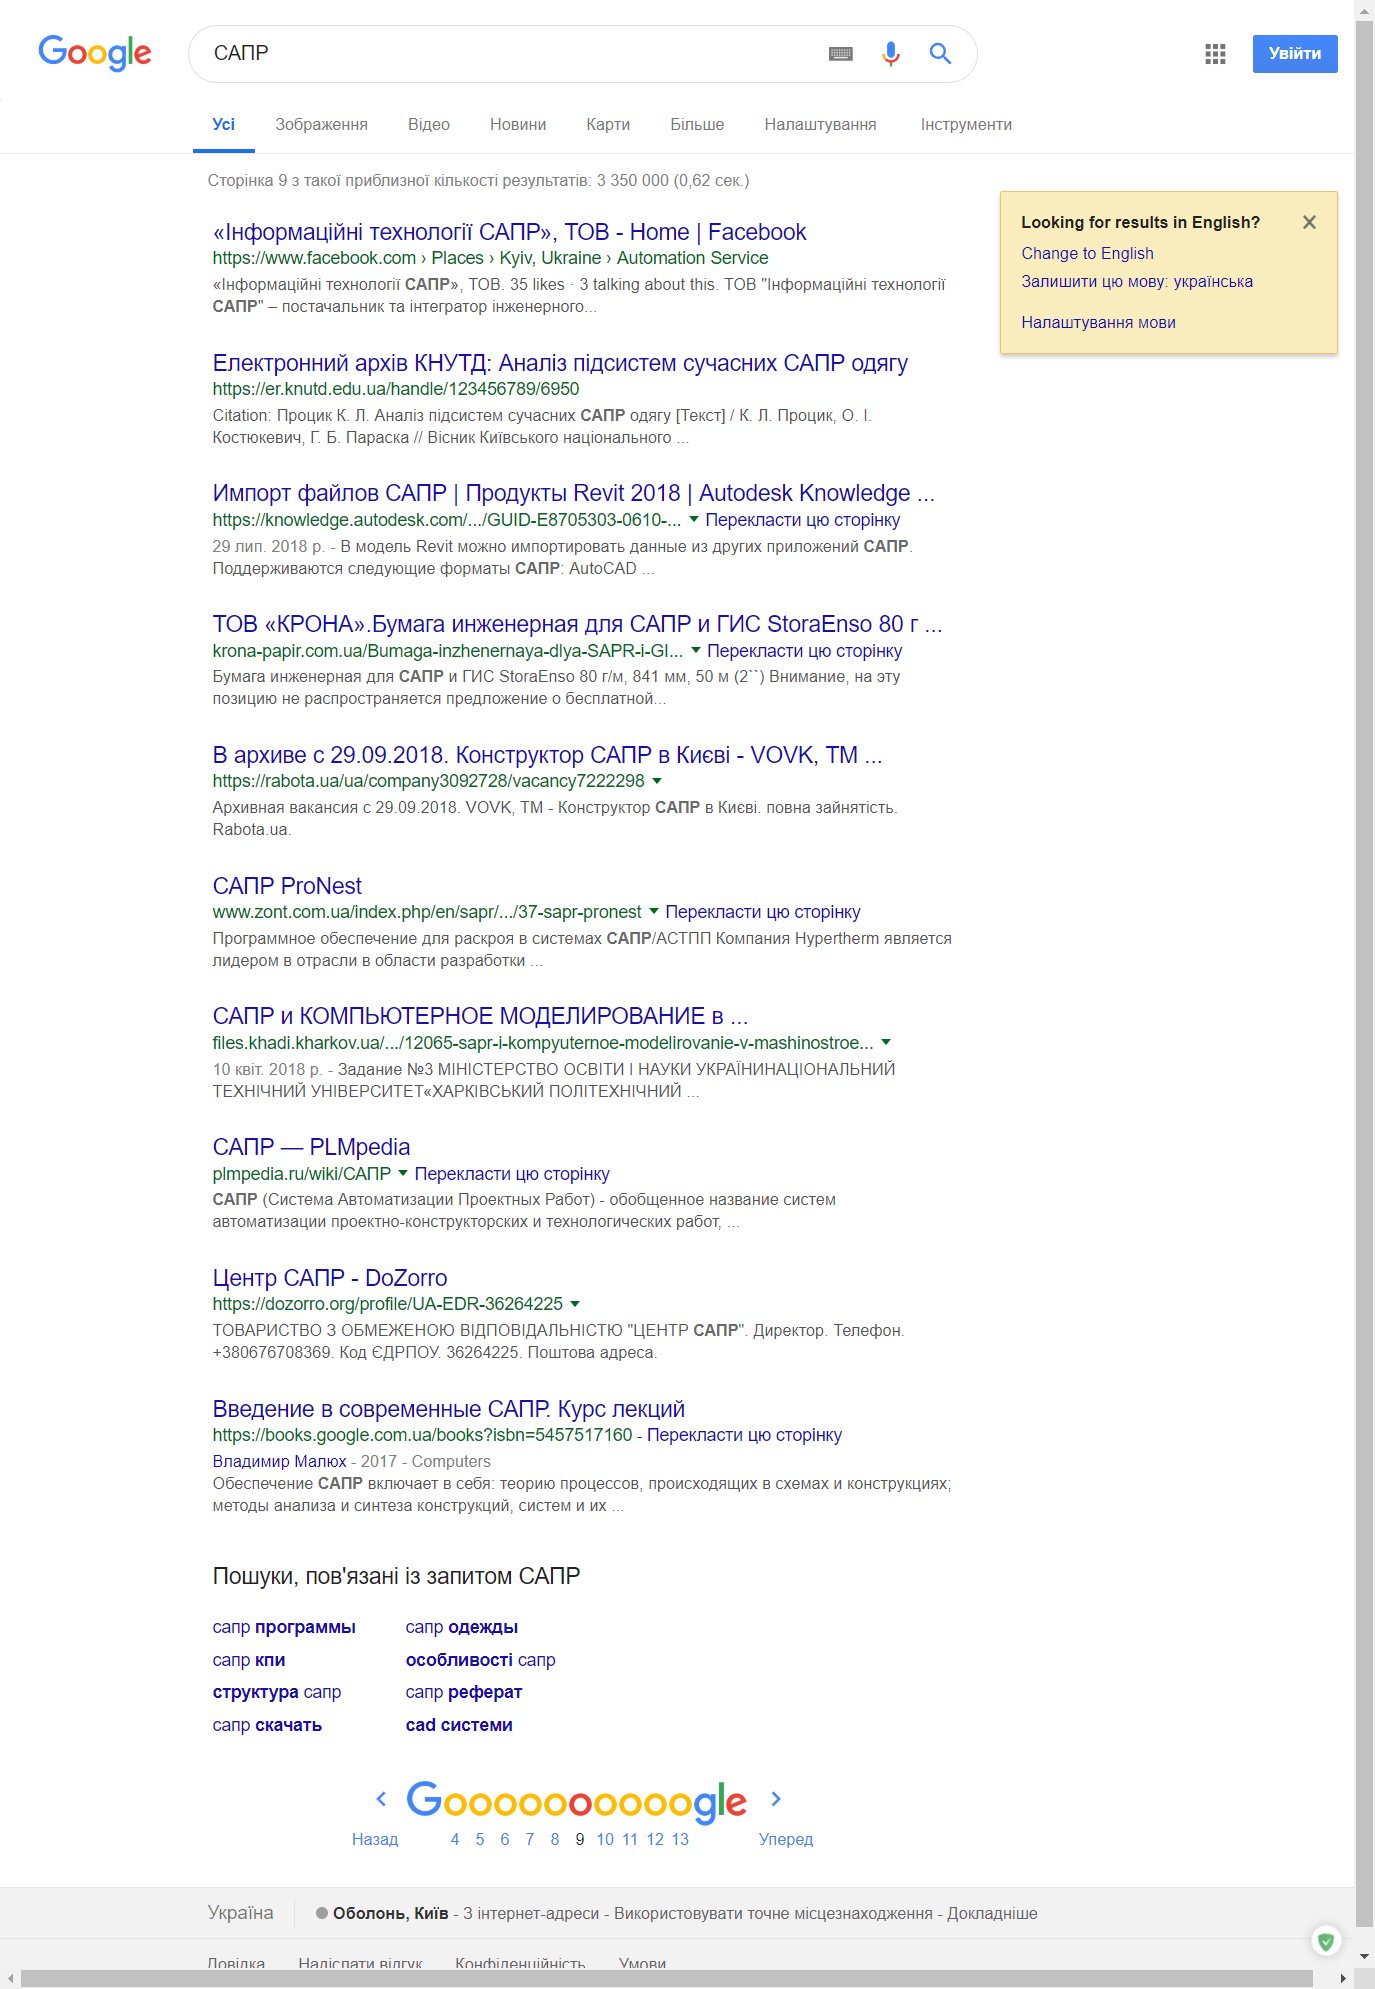 Google
САПР
Увійти
Усі Зображення Відео Новини Карти Більше Налаштування Інструменти
Сторінка 9 з такої приблизної кількості результатів: 3 350 000 (0,62 сек.)
Looking for results in English?
Change to English
Залишити цю мову: українська
Налаштування мови
«Інформаційні технології САПР», ТОВ - Home | Facebook
https://www.facebook.com › Places › Kyiv, Ukraine › Automation Service
«Інформаційні технології САПР», ТОВ. 35 likes · 3 talking about this. ТОВ "Інформаційні технології
САПР" – постачальник та інтегратор інженерного...
Електронний архів КНУТД: Аналіз підсистем сучасних САПР одягу
https://er.knutd.edu.ua/handle/123456789/6950
Citation: Процик К. Л. Аналіз підсистем сучасних САПР одягу [Текст] / К. Л. Процик, О. І.
Костюкевич, Г. Б. Параска // Вісник Київського національного ...
Импорт файлов САПР | Продукты Revit 2018 | Autodesk Knowledge ...
https://knowledge.autodesk.com/.../GUID-E8705303-0610-... Перекласти цю сторінку
29 лип. 2018 р. - В модель Revit можно импортировать данные из других приложений САПР.
Поддерживаются следующие форматы САПР: AutoCAD ...
ТОВ «КРОНА».Бумага инженерная для САПР и ГИС StoraEnso 80 г ...
krona-papir.com.ua/Bumaga-inzhenernaya-dlya-SAPR-i-GI... Перекласти цю сторінку
Бумага инженерная для САПР и ГИС StoraEnso 80 г/м, 841 мм, 50 м (2``) Внимание, на эту
позицию не распространяется предложение о бесплатной...
В архиве с 29.09.2018. Конструктор САПР в Києві - VOVK, TM ...
https://rabota.ua/ua/company3092728/vacancy7222298
Архивная вакансия с 29.09.2018. VOVK, TM - Конструктор САПР в Києві. повна зайнятість.
Rabota.ua.
САПР ProNest
www.zont.com.ua/index.php/en/sapr/.../37-sapr-pronest Перекласти цю сторінку
Программное обеспечение для раскроя в системах САПР/АСТПП Компания Hypertherm является
лидером в отрасли в области разработки ...
САПР и КОМПЬЮТЕРНОЕ МОДЕЛИРОВАНИЕ в ...
files.khadi.kharkov.ua/.../12065-sapr-i-kompyuternoe-modelirovanie-v-mashinostroe...
10 квіт. 2018 р. - Задание №3 МІНІСТЕРСТВО ОСВІТИ І НАУКИ УКРАЇНИНАЦІОНАЛЬНИЙ
ТЕХНІЧНИЙ УНІВЕРСИТЕТ«ХАРКІВСЬКИЙ ПОЛІТЕХНІЧНИЙ ...
САПР — PLMpedia
plmpedia.ru/wiki/САПР Перекласти цю сторінку
САПР (Система Автоматизации Проектных Работ) - обобщенное название систем
автоматизации проектно-конструкторских и технологических работ, ...
Центр САПР - DoZorro
https://dozorro.org/profile/UA-EDR-36264225
ТОВАРИСТВО З ОБМЕЖЕНОЮ ВІДПОВІДАЛЬНІСТЮ "ЦЕНТР САПР". Директор. Телефон.
+380676708369. Код ЄДРПОУ. 36264225. Поштова адреса.
Введение в современные САПР. Курс лекций
https://books.google.com.ua/books?isbn=5457517160 - Перекласти цю сторінку
Владимир Малюх - 2017 - Computers
Обеспечение САПР включает в себя: теорию процессов, происходящих в схемах и конструкциях;
методы анализа и синтеза конструкций, систем и их ...
Пошуки, пов'язані із запитом САПР
сапр программы сапр одежды
сапр кпи особливості сапр
структура сапр сапр реферат
сапр скачать cad системи
Goooooooooogle
Назад 4 5 6 7 8 9 10 11 12 13 Уперед
Україна Оболонь, Київ - З інтернет-адреси - Використовувати точне місцезнаходження - Докладніше
Довідка Надіслати відгук Конфіденційність Умови